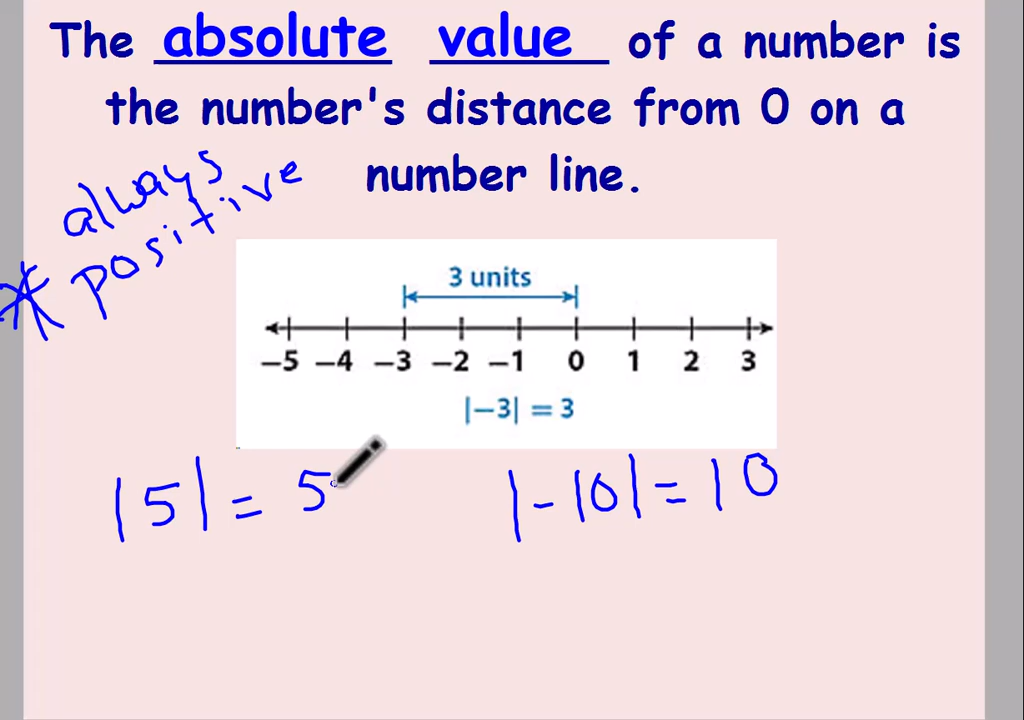 The absolute value of a number is
the number's distance from 0 on a
number line.
always
* positive
3 units
−5 −4 −3 −2 −1 0 1 2 3
|−3| = 3
|5| = 5 |-10| = 10